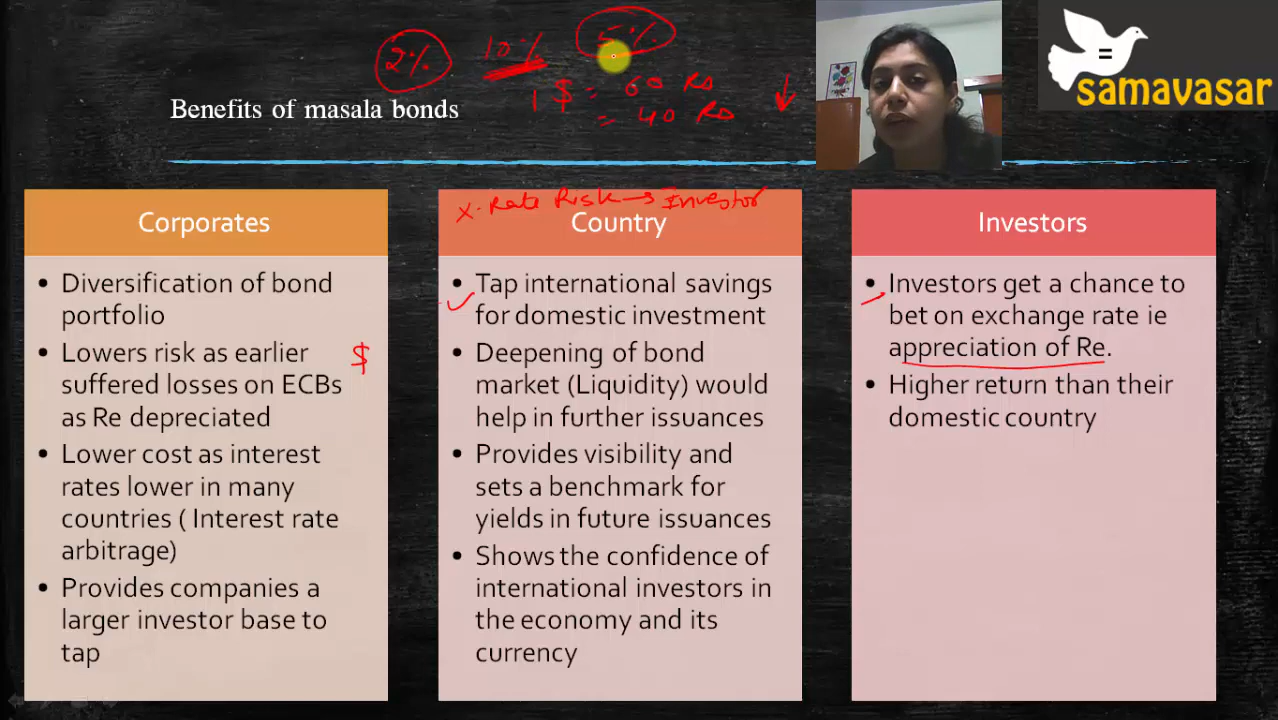 2%
10%
5%
1 $ = 60 Rs
= 40 Rs
=
samavasar
Benefits of masala bonds
X-Rate Risk → Investor
Corporates
• Diversification of bond
portfolio
• Lowers risk as earlier
suffered losses on ECBs
as Re depreciated
$
• Lower cost as interest
rates lower in many
countries ( Interest rate
arbitrage)
• Provides companies a
larger investor base to
tap
Country
• Tap international savings
for domestic investment
• Deepening of bond
market (Liquidity) would
help in further issuances
• Provides visibility and
sets a benchmark for
yields in future issuances
• Shows the confidence of
international investors in
the economy and its
currency
Investors
• Investors get a chance to
bet on exchange rate ie
appreciation of Re.
• Higher return than their
domestic country